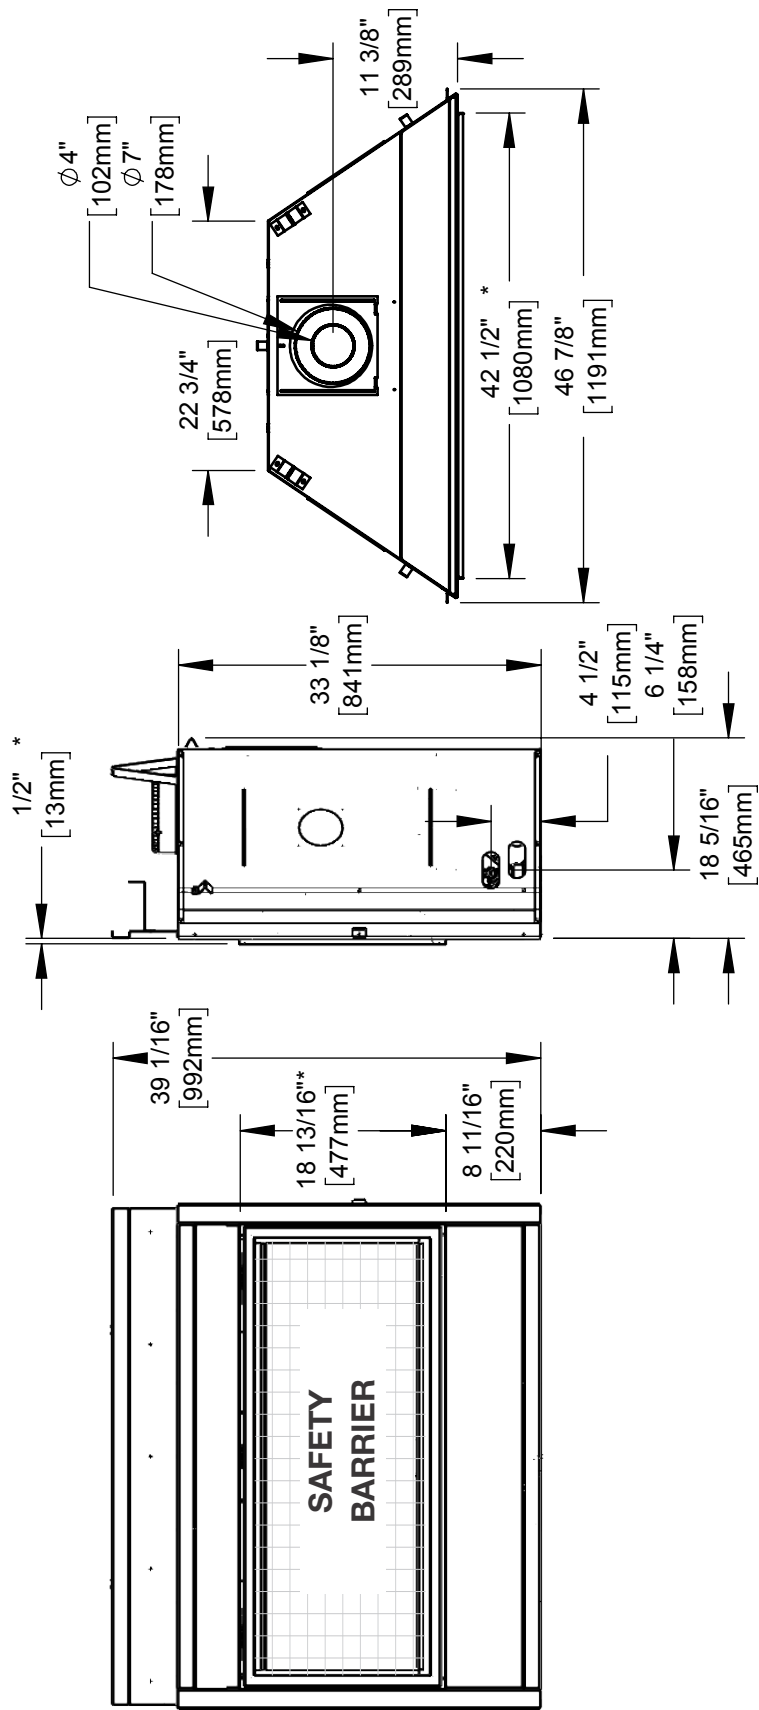 Ø4"
[102mm]
Ø7"
[178mm]
22 3/4"
[578mm]
11 3/8"
[289mm]
42 1/2" *
[1080mm]
46 7/8"
[1191mm]
1/2" *
[13mm]
33 1/8"
[841mm]
4 1/2"
[115mm]
6 1/4"
[158mm]
18 5/16"
[465mm]
39 1/16"
[992mm]
18 13/16"*
[477mm]
8 11/16"
[220mm]
SAFETY
BARRIER